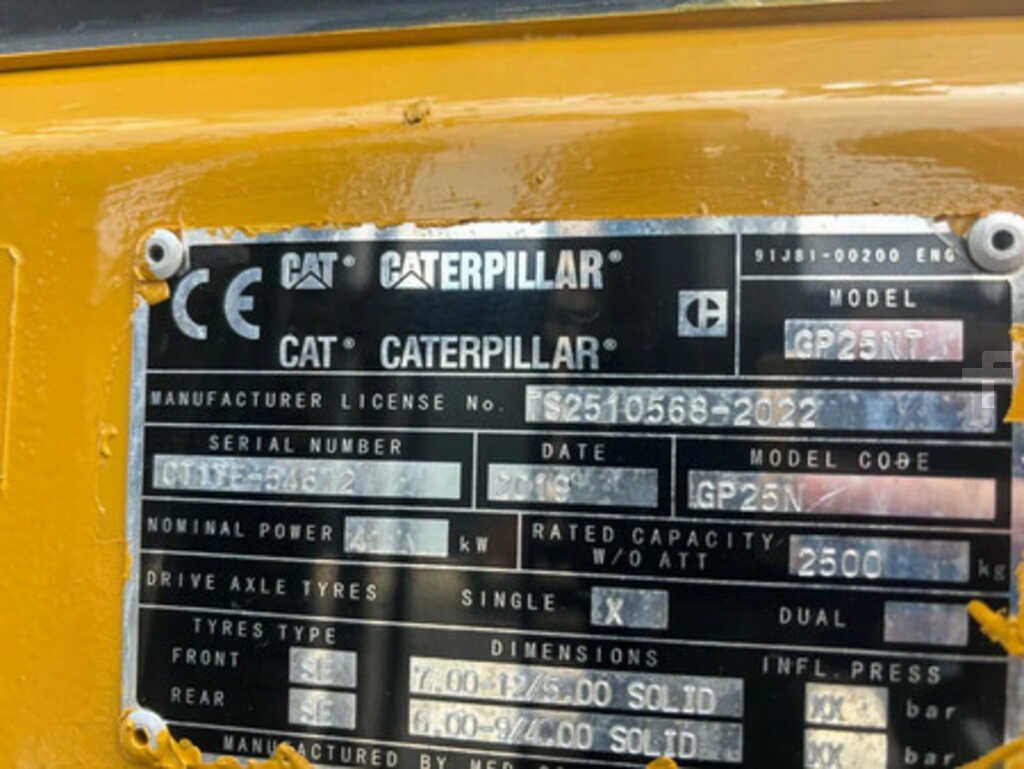 CE CAT® CATERPILLAR®
CAT® CATERPILLAR®
91J81-00200 ENG
MODEL
GP25NT
MANUFACTURER LICENSE No. TS2510568-2022
SERIAL NUMBER
DATE
MODEL CODE
GP25N
NOMINAL POWER kW
RATED CAPACITY
W/O ATT
2500 kg
DRIVE AXLE TYRES SINGLE X DUAL
TYRES TYPE DIMENSIONS INFL.PRESS
FRONT SE 7.00-12/5.00 SOLID XX bar
REAR SE 6.00-9/4.00 SOLID XX bar
MANUFACTURED BY